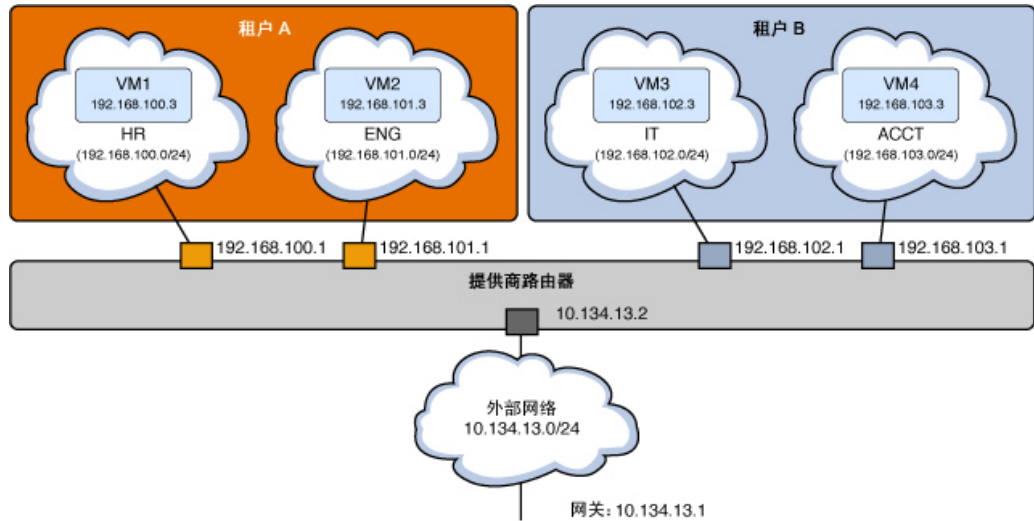 租户 A
租户 B
VM1
192.168.100.3
HR
(192.168.100.0/24)
VM2
192.168.101.3
ENG
(192.168.101.0/24)
VM3
192.168.102.3
IT
(192.168.102.0/24)
VM4
192.168.103.3
ACCT
(192.168.103.0/24)
192.168.100.1
192.168.101.1
192.168.102.1
192.168.103.1
提供商路由器
10.134.13.2
外部网络
10.134.13.0/24
网关: 10.134.13.1